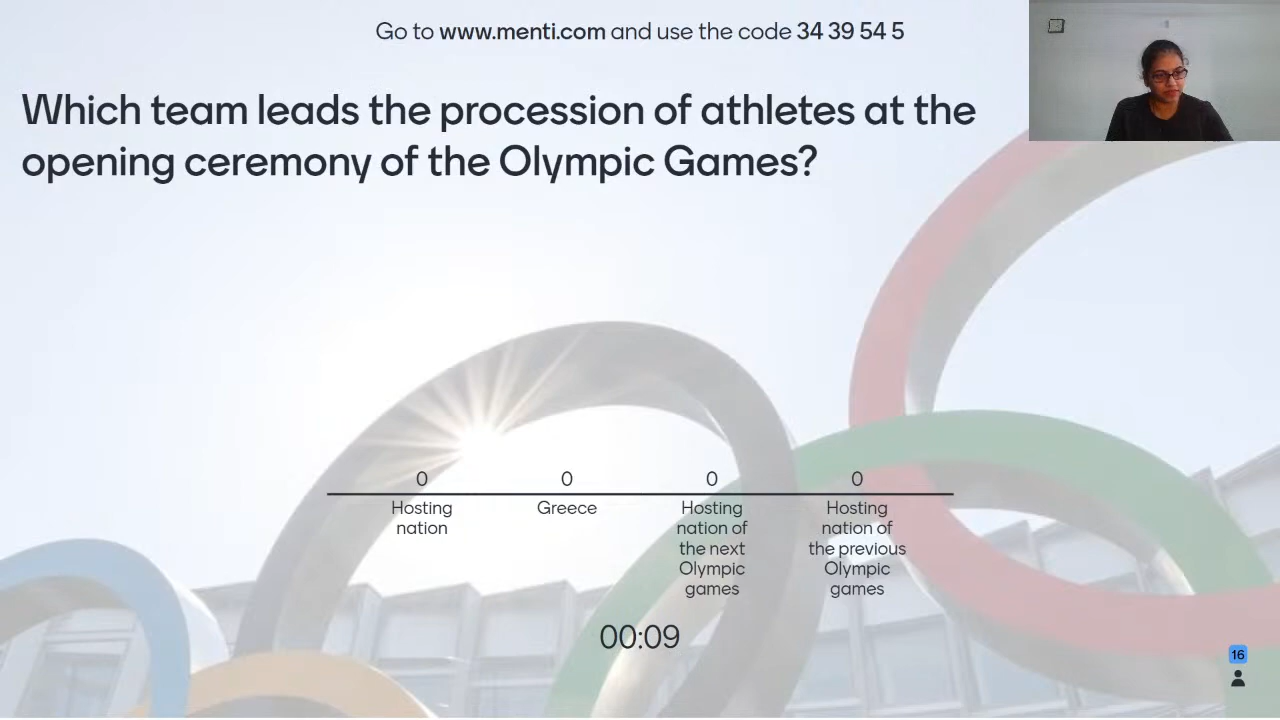 Go to www.menti.com and use the code 34 39 54 5
Which team leads the procession of athletes at the
opening ceremony of the Olympic Games?
0
0
0
0
Hosting
nation
Greece
Hosting
nation of
the next
Olympic
games
Hosting
nation of
the previous
Olympic
games
00:09
16